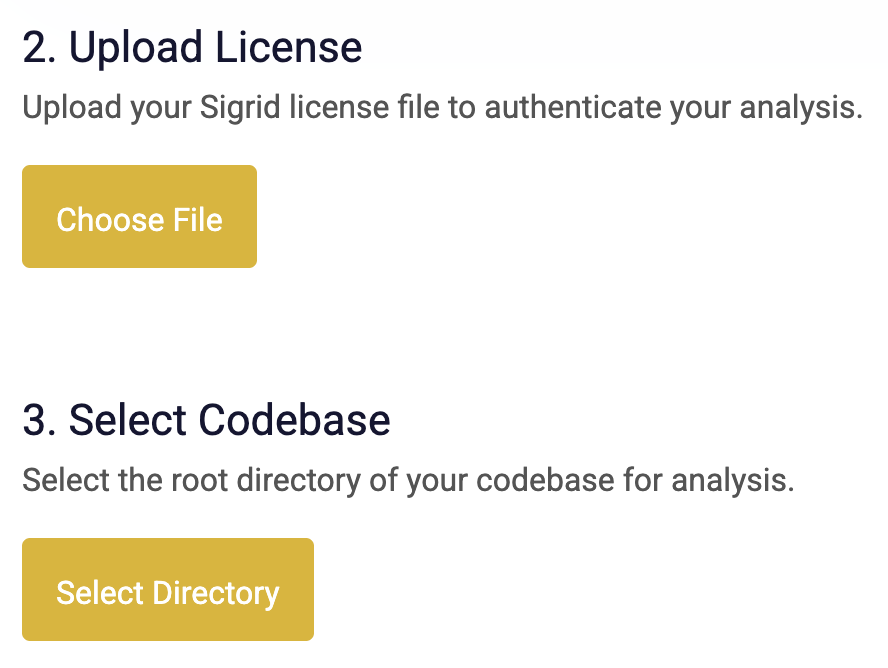 2. Upload License
Upload your Sigrid license file to authenticate your analysis.
Choose File
3. Select Codebase
Select the root directory of your codebase for analysis.
Select Directory